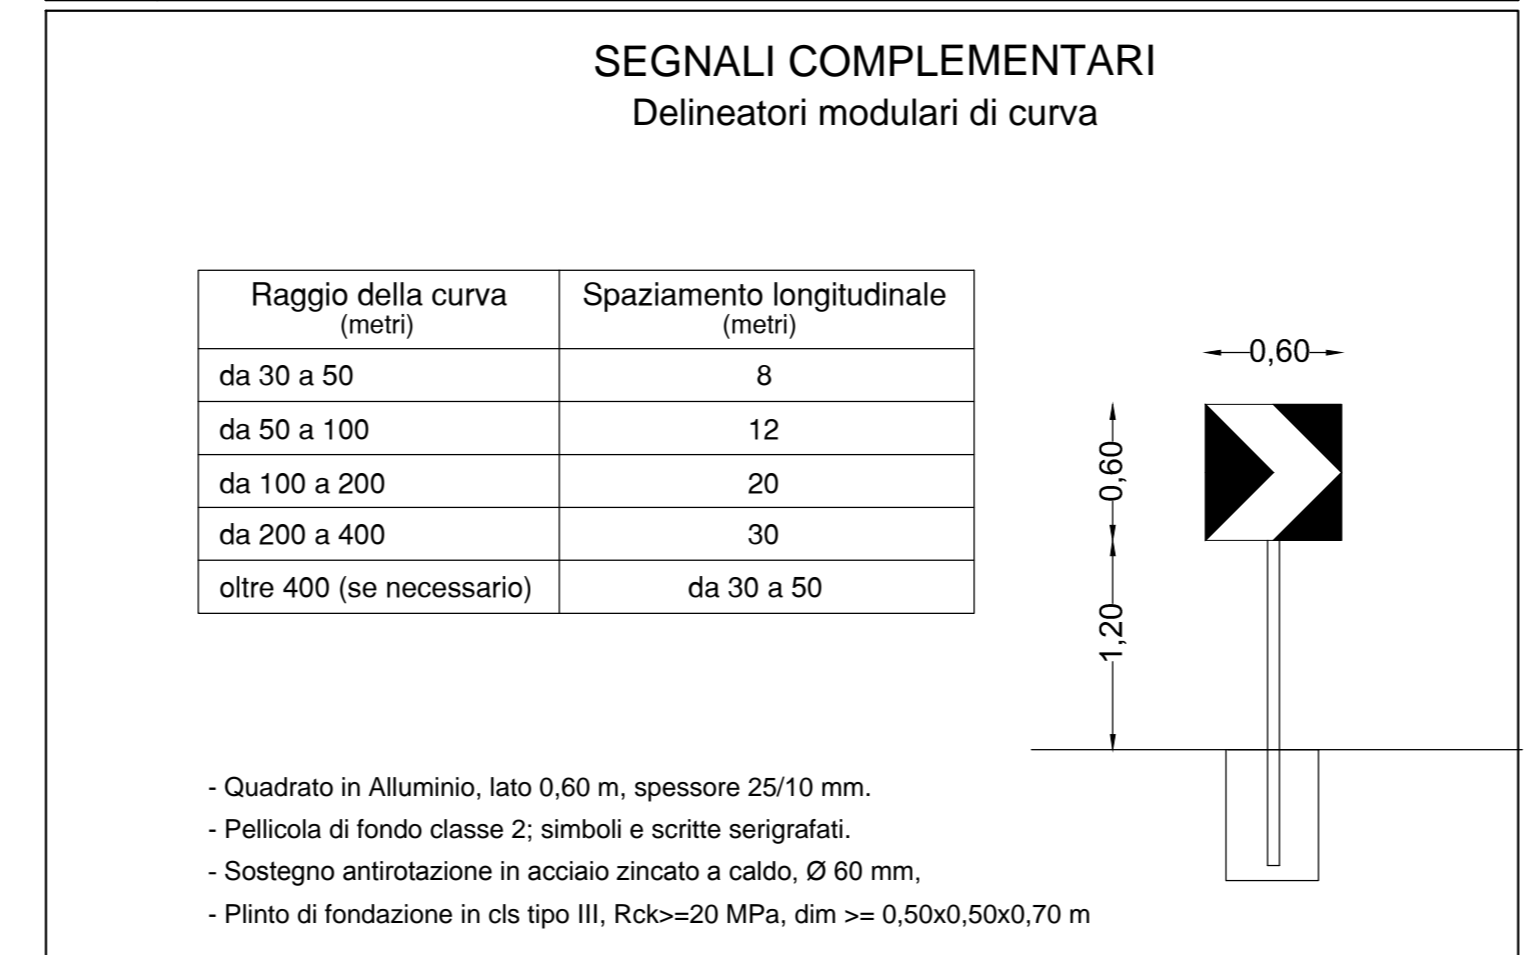 SEGNALI COMPLEMENTARI
Delineatori modulari di curva
Raggio della curva Spaziamento longitudinale
(metri) (metri)
da 30 a 50 8
da 50 a 100 12
da 100 a 200 20
da 200 a 400 30
oltre 400 (se necessario) da 30 a 50
0,60
0,60
1,20
- Quadrato in Alluminio, lato 0,60 m, spessore 25/10 mm.
- Pellicola di fondo classe 2; simboli e scritte serigrafati.
- Sostegno antirotazione in acciaio zincato a caldo, Ø 60 mm,
- Plinto di fondazione in cls tipo III, Rck>=20 MPa, dim >= 0,50x0,50x0,70 m